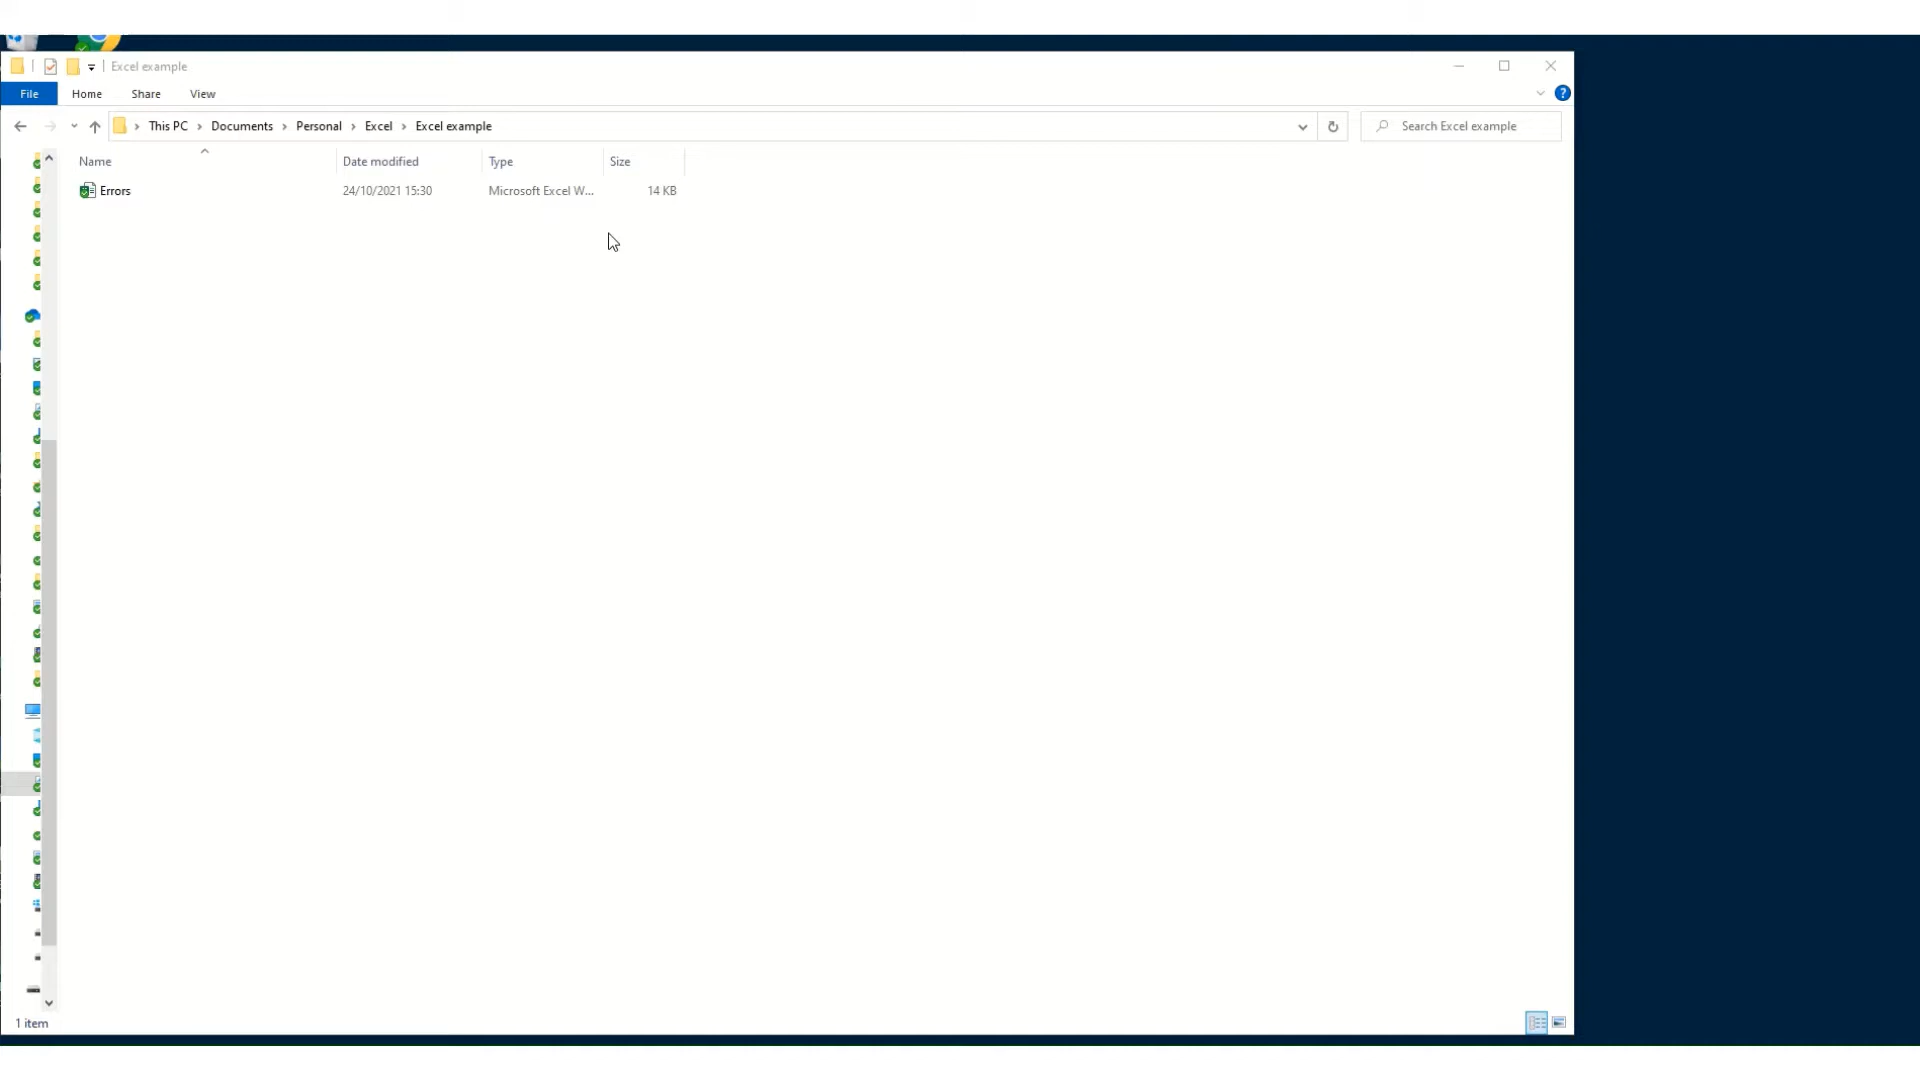 Excel example
File Home Share View ?
This PC Documents Personal Excel Excel example Search Excel example
Name Date modified Type Size
Errors 24/10/2021 15:30 Microsoft Excel W... 14 KB
1 item